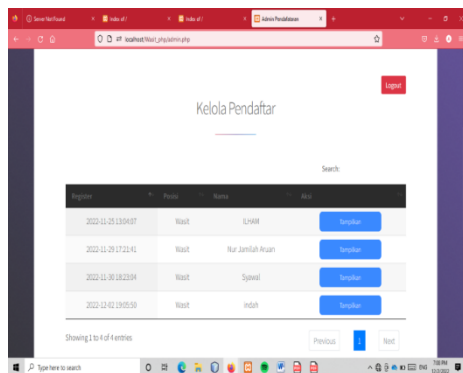 Server Not Found
Index of /
Index of /
Admin Pendaftaran
localhost/Wasit_php/admin.php
Logout
Kelola Pendaftar
Search:
Register Posisi Nama Aksi
2022-11-25 13:04:07 Wasit ILHAM Tampilkan
2022-11-29 17:21:41 Wasit Nur Jamilah Aruan Tampilkan
2022-11-30 18:23:04 Wasit Syawal Tampilkan
2022-12-02 19:05:50 Wasit indah Tampilkan
Showing 1 to 4 of 4 entries
Previous 1 Next
Type here to search
ENG